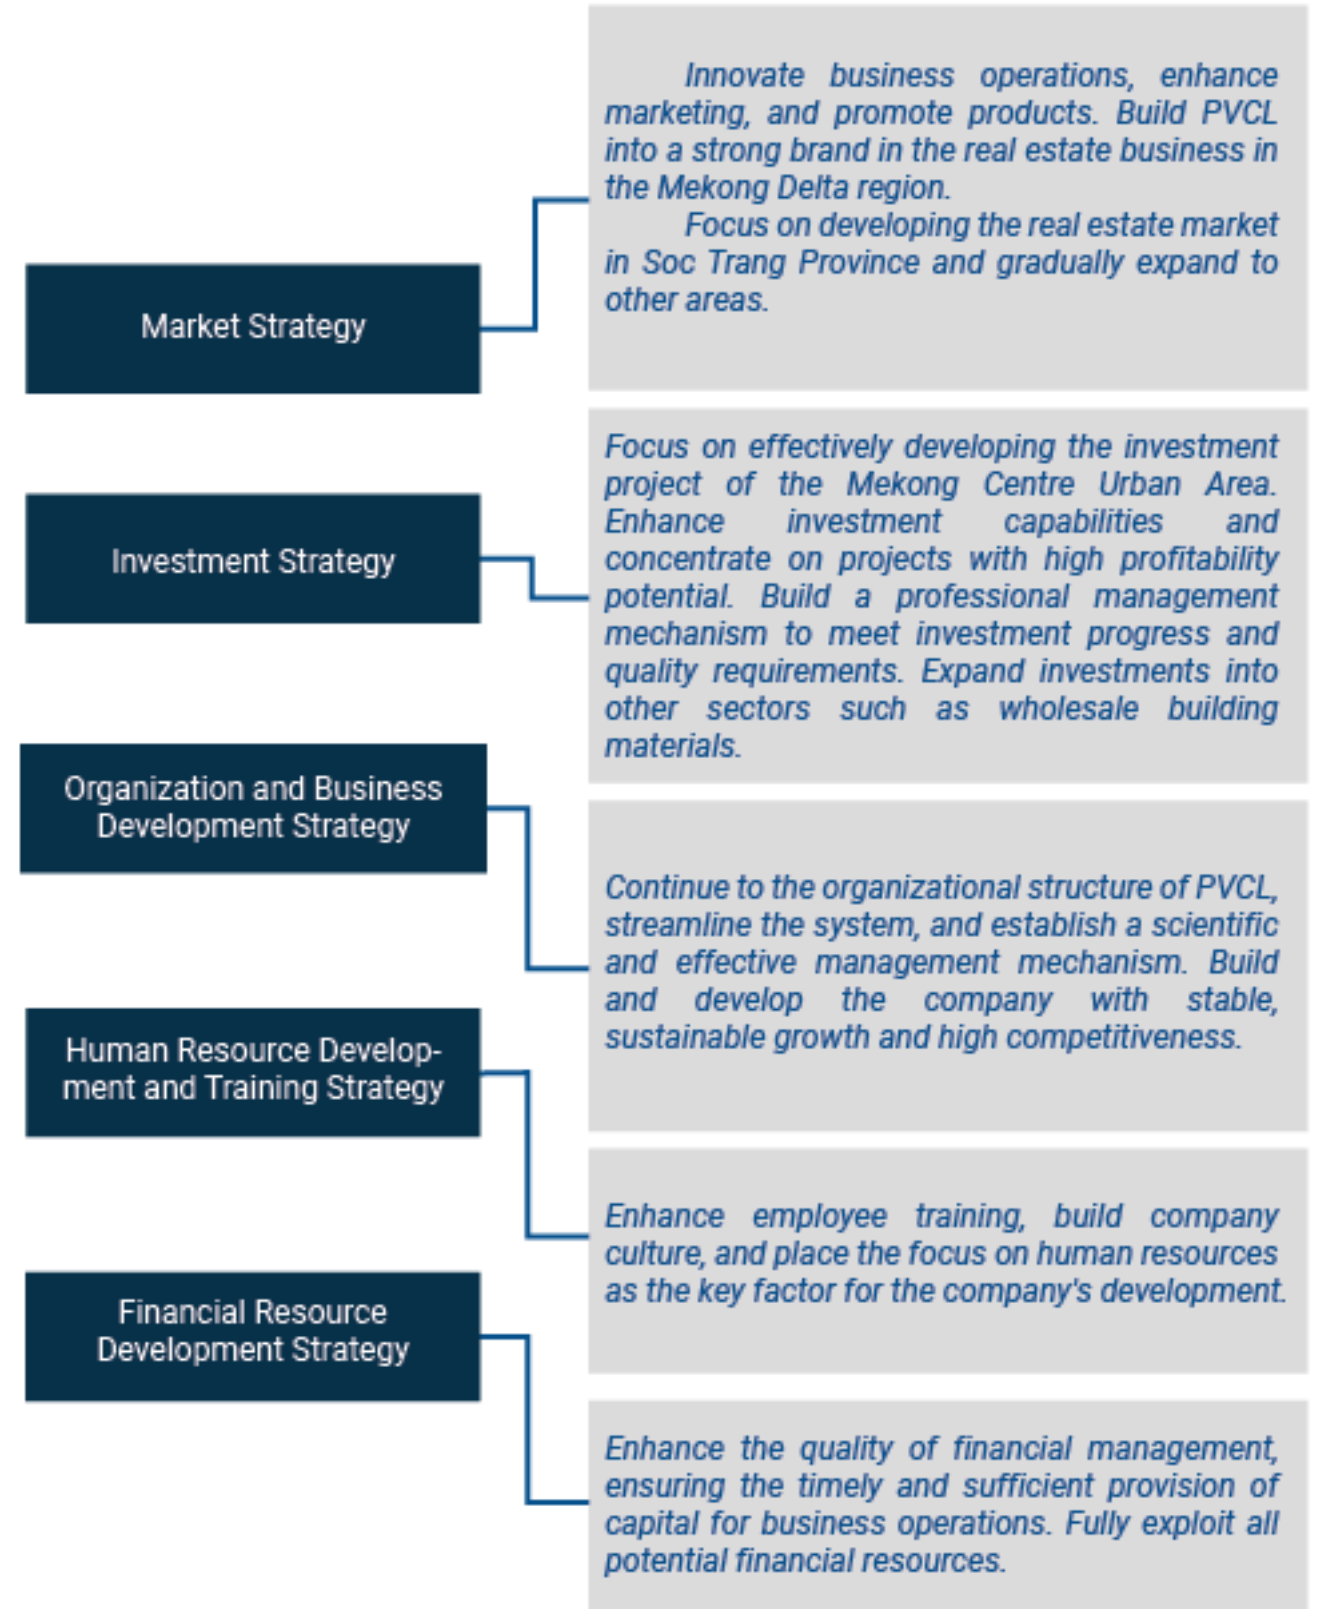 Market Strategy
Innovate business operations, enhance
marketing, and promote products. Build PVCL
into a strong brand in the real estate business in
the Mekong Delta region.
Focus on developing the real estate market
in Soc Trang Province and gradually expand to
other areas.
Investment Strategy
Focus on effectively developing the investment
project of the Mekong Centre Urban Area.
Enhance investment capabilities and
concentrate on projects with high profitability
potential. Build a professional management
mechanism to meet investment progress and
quality requirements. Expand investments into
other sectors such as wholesale building
materials.
Organization and Business
Development Strategy
Continue to the organizational structure of PVCL,
streamline the system, and establish a scientific
and effective management mechanism. Build
and develop the company with stable,
sustainable growth and high competitiveness.
Human Resource Develop-
ment and Training Strategy
Enhance employee training, build company
culture, and place the focus on human resources
as the key factor for the company's development.
Financial Resource
Development Strategy
Enhance the quality of financial management,
ensuring the timely and sufficient provision of
capital for business operations. Fully exploit all
potential financial resources.